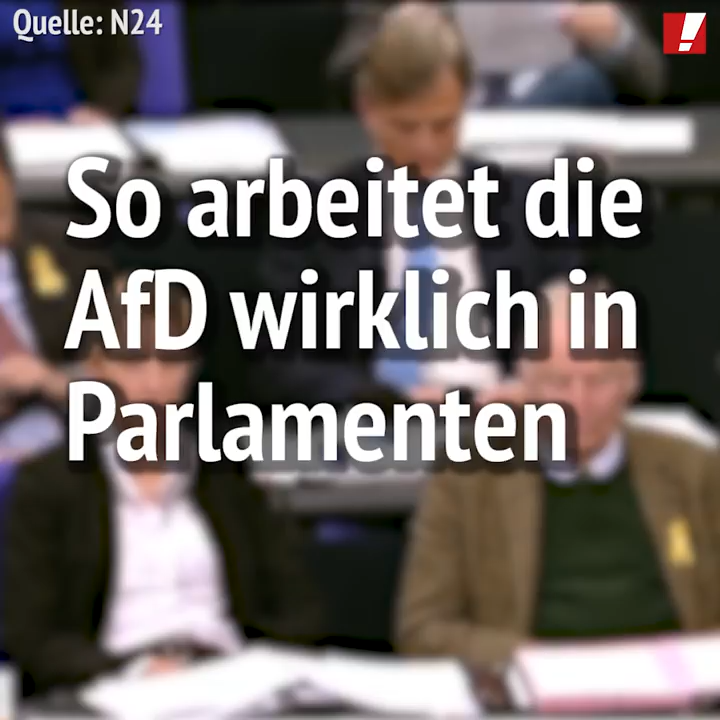 Quelle: N24
So arbeitet die
AfD wirklich in
Parlamenten